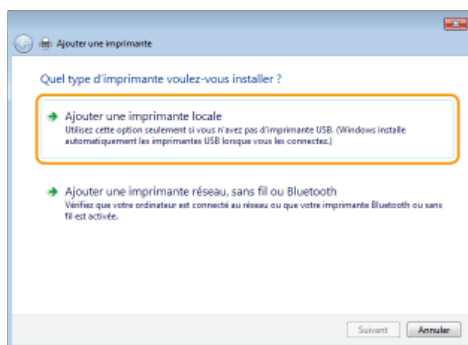 Ajouter une imprimante
Quel type d'imprimante voulez-vous installer ?
Ajouter une imprimante locale
Utilisez cette option seulement si vous n'avez pas d'imprimante USB. (Windows installe
automatiquement les imprimantes USB lorsque vous les connectez.)
Ajouter une imprimante réseau, sans fil ou Bluetooth
Vérifiez que votre ordinateur est connecté au réseau ou que votre imprimante Bluetooth ou sans
fil est activée.
Suivant Annuler